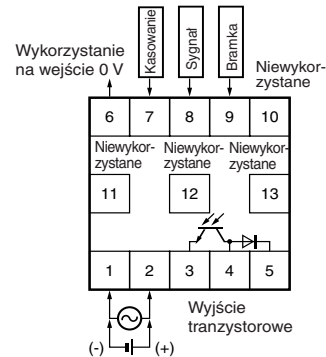 Wykorzystanie
na wejście 0 V
Kasowanie
Sygnał
Bramka
Niewykor-
zystane
6 7 8 9 10
Niewykor-
zystane
Niewykor-
zystane
Niewykor-
zystane
11 12 13
1 2 3 4 5
Wyjście
tranzystorowe
(-) (+)